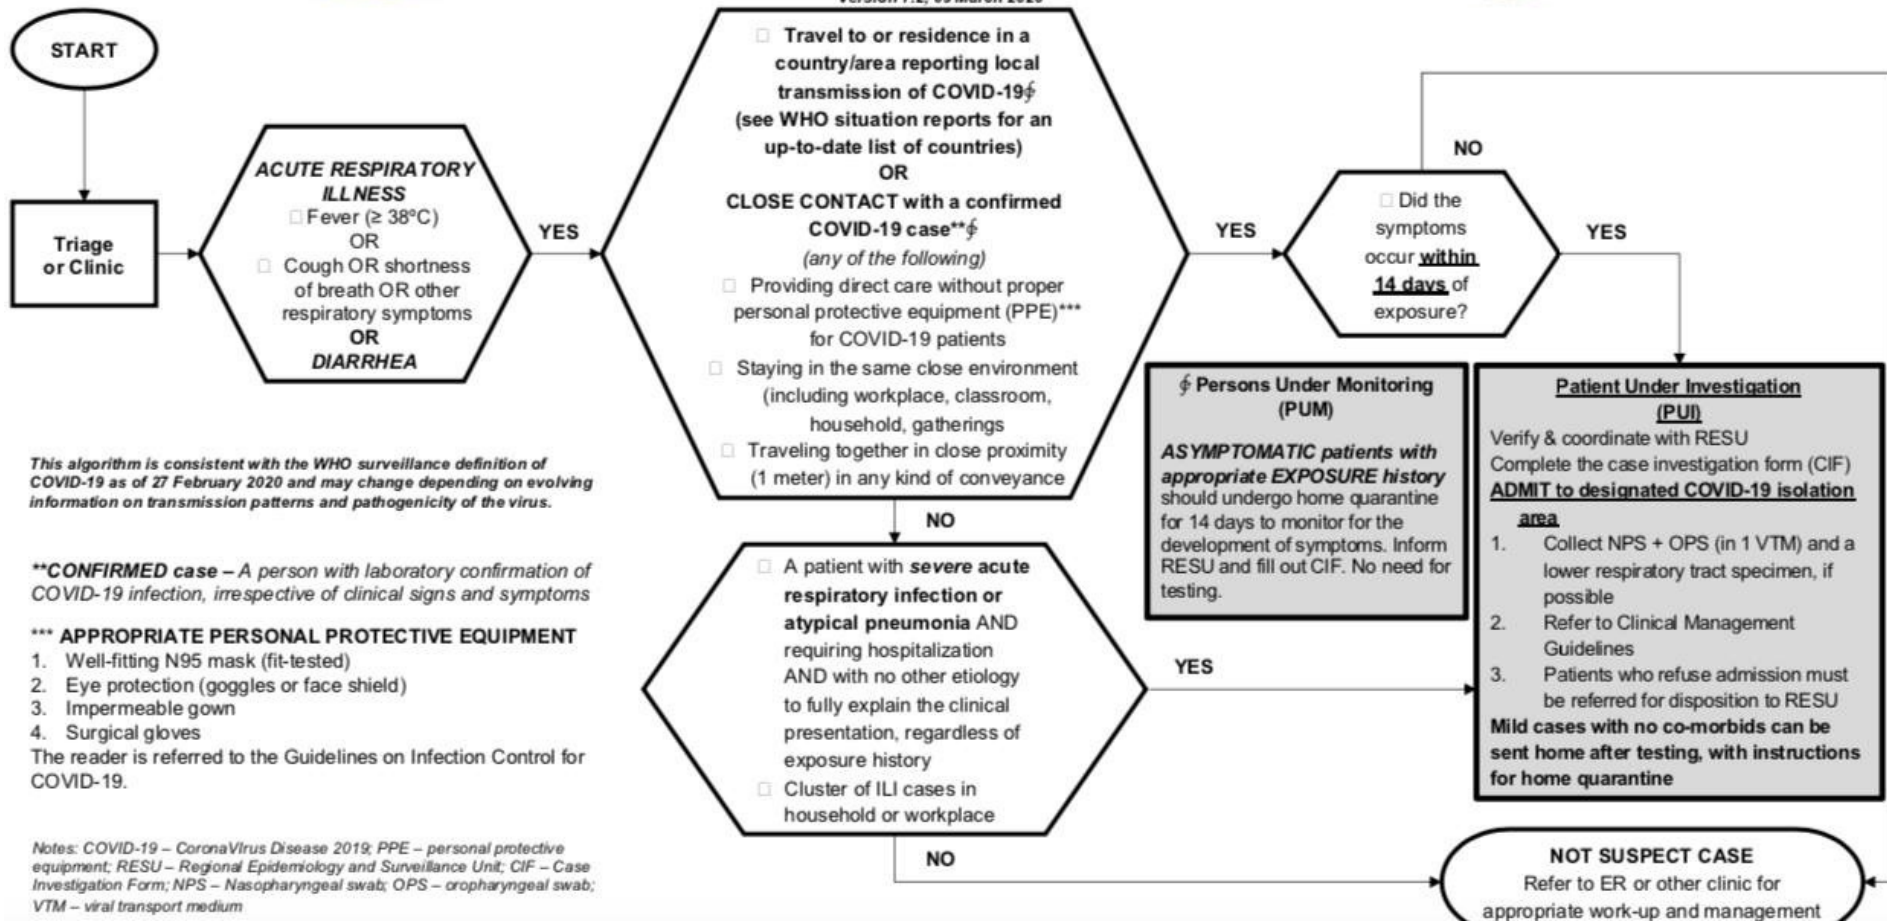 Version 7.2, 09 March 2020
START
Triage
or Clinic
ACUTE RESPIRATORY
ILLNESS
Fever (≥ 38ºC)
OR
Cough OR shortness
of breath OR other
respiratory symptoms
OR
DIARRHEA
YES
Travel to or residence in a
country/area reporting local
transmission of COVID-19∮
(see WHO situation reports for an
up-to-date list of countries)
OR
CLOSE CONTACT with a confirmed
COVID-19 case**∮
(any of the following)
Providing direct care without proper
personal protective equipment (PPE)***
for COVID-19 patients
Staying in the same close environment
(including workplace, classroom,
household, gatherings
Traveling together in close proximity
(1 meter) in any kind of conveyance
YES
NO
Did the
symptoms
occur within
14 days of
exposure?
NO
YES
∮ Persons Under Monitoring
(PUM)
ASYMPTOMATIC patients with
appropriate EXPOSURE history
should undergo home quarantine
for 14 days to monitor for the
development of symptoms. Inform
RESU and fill out CIF. No need for
testing.
Patient Under Investigation
(PUI)
Verify & coordinate with RESU
Complete the case investigation form (CIF)
ADMIT to designated COVID-19 isolation
area
1. Collect NPS + OPS (in 1 VTM) and a
lower respiratory tract specimen, if
possible
2. Refer to Clinical Management
Guidelines
3. Patients who refuse admission must
be referred for disposition to RESU
Mild cases with no co-morbids can be
sent home after testing, with instructions
for home quarantine
A patient with severe acute
respiratory infection or
atypical pneumonia AND
requiring hospitalization
AND with no other etiology
to fully explain the clinical
presentation, regardless of
exposure history
Cluster of ILI cases in
household or workplace
YES
NO
NOT SUSPECT CASE
Refer to ER or other clinic for
appropriate work-up and management
This algorithm is consistent with the WHO surveillance definition of
COVID-19 as of 27 February 2020 and may change depending on evolving
information on transmission patterns and pathogenicity of the virus.
**CONFIRMED case – A person with laboratory confirmation of
COVID-19 infection, irrespective of clinical signs and symptoms
*** APPROPRIATE PERSONAL PROTECTIVE EQUIPMENT
1. Well-fitting N95 mask (fit-tested)
2. Eye protection (goggles or face shield)
3. Impermeable gown
4. Surgical gloves
The reader is referred to the Guidelines on Infection Control for
COVID-19.
Notes: COVID-19 – CoronaVIrus Disease 2019; PPE – personal protective
equipment; RESU – Regional Epidemiology and Surveillance Unit; CIF – Case
Investigation Form; NPS – Nasopharyngeal swab; OPS – oropharyngeal swab;
VTM – viral transport medium